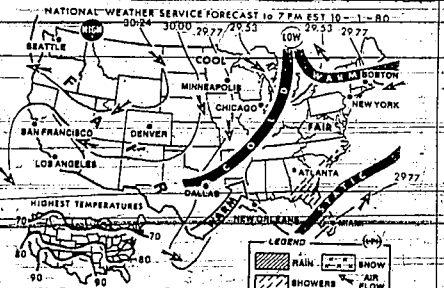 NATIONAL WEATHER SERVICE FORECAST to 7 PM EST 10-1-80
30.24 30.00 29.77 29.53 29.53 29.77
HIGH
LOW
SEATTLE
COOL
WARM
BOSTON
MINNEAPOLIS
CHICAGO
NEW YORK
FAIR
SAN FRANCISCO
DENVER
COLD
LOS ANGELES
ATLANTA
DALLAS
STATIC
29.77
WARM
NEW ORLEANS
MIAMI
HIGHEST TEMPERATURES
70
70
80
80
90
90
LEGEND
RAIN
SNOW
SHOWERS
AIR FLOW